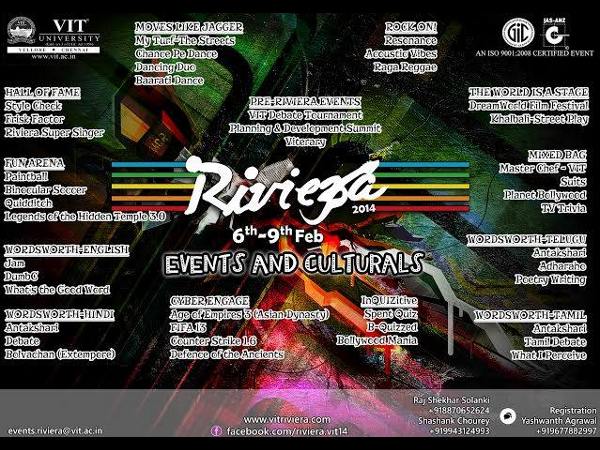 VIT
UNIVERSITY
VELLORE • CHENNAI
www.vit.ac.in
MOVES LIKE JAGGER
My Turf-The Streets
Chance Pe Dance
Dancing Duo
Baarati Dance
ROCK ON!
Resonance
Accustic Vibes
Raga Reggae
GIC
JAS-ANZ
AN ISO 9001:2008 CERTIFIED EVENT
HALL OF FAME
Style Check
Frisk Factor
Riviera Super Singer
PRE-RIVIERA EVENTS
VIT Debate Tournament
Planning & Development Summit
Viterary
THE WORLD IS A STAGE
DreamWorld Film Festival
Khalbali-Street Play
FUN ARENA
Paintball
Binocular Soccer
Quidditch
Legends of the Hidden Temple 3.0
Riviera
2014
6th-9th Feb
EVENTS AND CULTURALS
MIXED BAG
Master Chef - VIT
Suits
Planet Bollywood
TV Trivia
WORDSWORTH-ENGLISH
Jam
DumbC
What's the Good Word
WORDSWORTH-TELUGU
Antakshari
Adharaho
Poetry Writing
WORDSWORTH-HINDI
Antakshari
Debate
Bolvachan (Extempore)
CYBER ENGAGE
Age of Empires 3 (Asian Dynasty)
FIFA 13
Counter Strike 1.6
Defence of the Ancients
InQUIZitive
Spent Quiz
B-Quizzed
Bollywood Mania
WORDSWORTH-TAMIL
Antakshari
Tamil Debate
What I Perceive
events.riviera@vit.ac.in
www.vitriviera.com
facebook.com/riviera.vit14
Raj Shekhar Solanki
+918870652624
Shashank Chourey
+919943124993
Registration
Yashwanth Agrawal
+919677882997